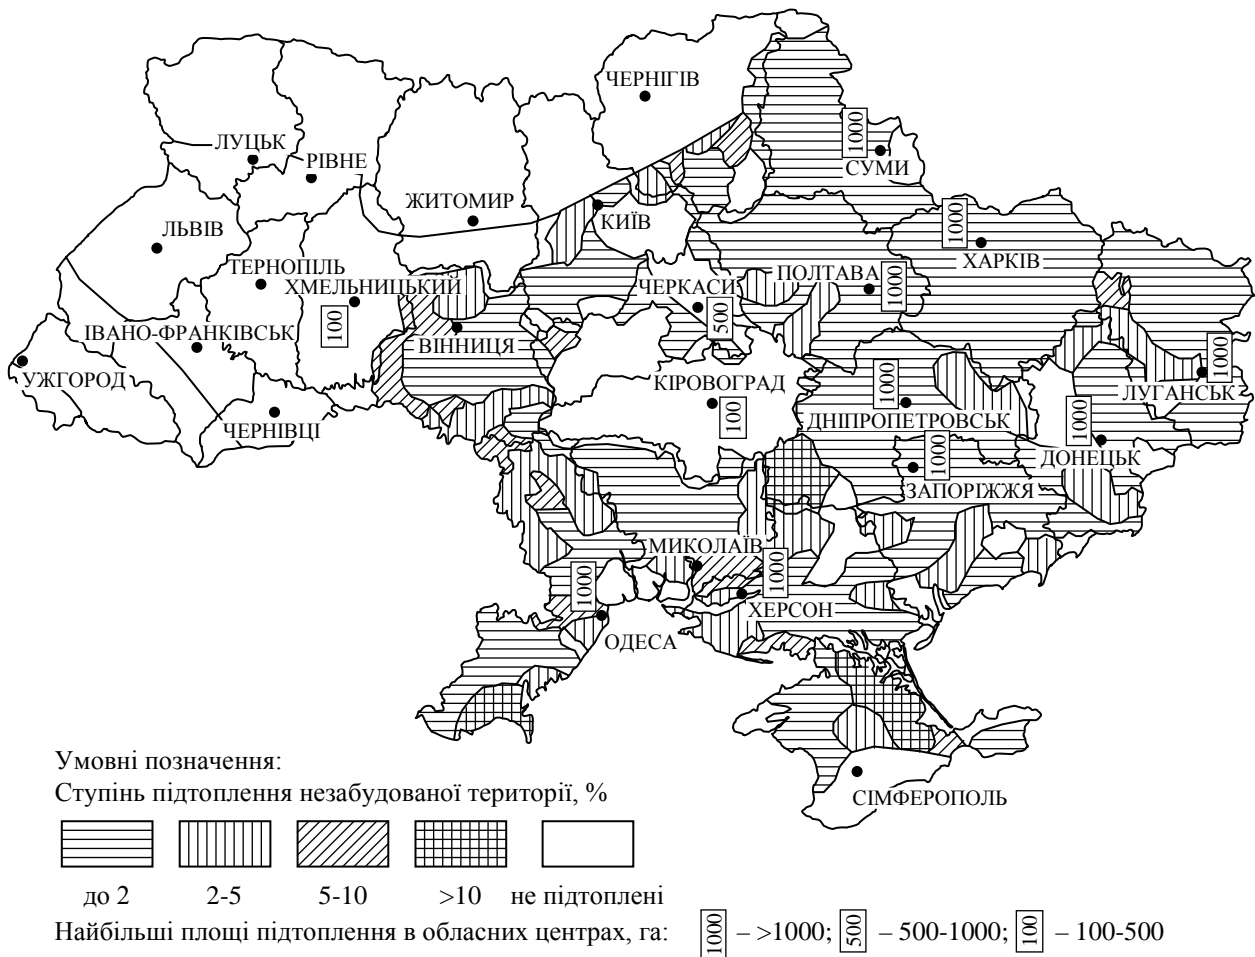 ЧЕРНІГІВ
1000
ЛУЦЬК
РІВНЕ
СУМИ
ЖИТОМИР
КИЇВ
1000
ЛЬВІВ
ХАРКІВ
ТЕРНОПІЛЬ
ПОЛТАВА
ХМЕЛЬНИЦЬКИЙ
ЧЕРКАСИ
1000
500
100
ІВАНО-ФРАНКІВСЬК
ВІННИЦЯ
1000
УЖГОРОД
КІРОВОГРАД
1000
ЛУГАНСЬК
100
ЧЕРНІВЦІ
ДНІПРОПЕТРОВСЬК
1000
1000
ДОНЕЦЬК
ЗАПОРІЖЖЯ
МИКОЛАЇВ
1000
1000
ХЕРСОН
ОДЕСА
СІМФЕРОПОЛЬ
Умовні позначення:
Ступінь підтоплення незабудованої території, %
до 2 2-5 5-10 >10 не підтоплені
Найбільші площі підтоплення в обласних центрах, га: 1000 – >1000; 500 – 500-1000; 100 – 100-500